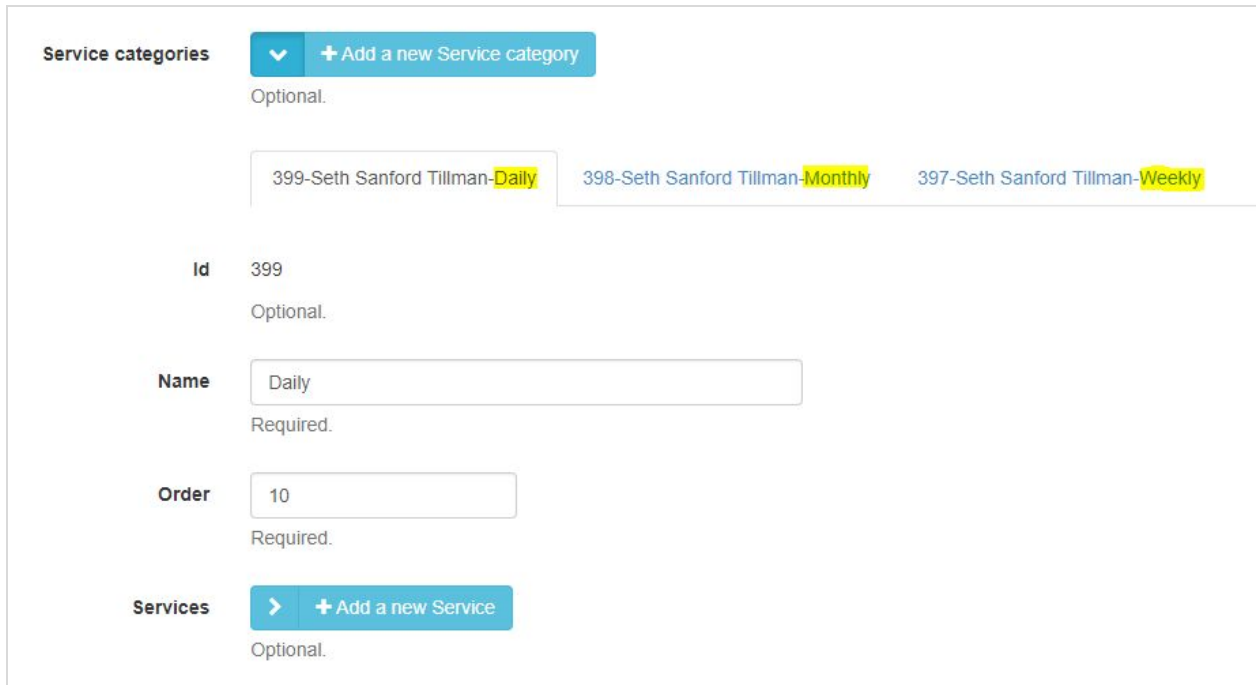 Service categories
+ Add a new Service category
Optional.
399-Seth Sanford Tillman-Daily 398-Seth Sanford Tillman-Monthly 397-Seth Sanford Tillman-Weekly
Id 399
Optional.
Name Daily
Required.
Order 10
Required.
Services + Add a new Service
Optional.